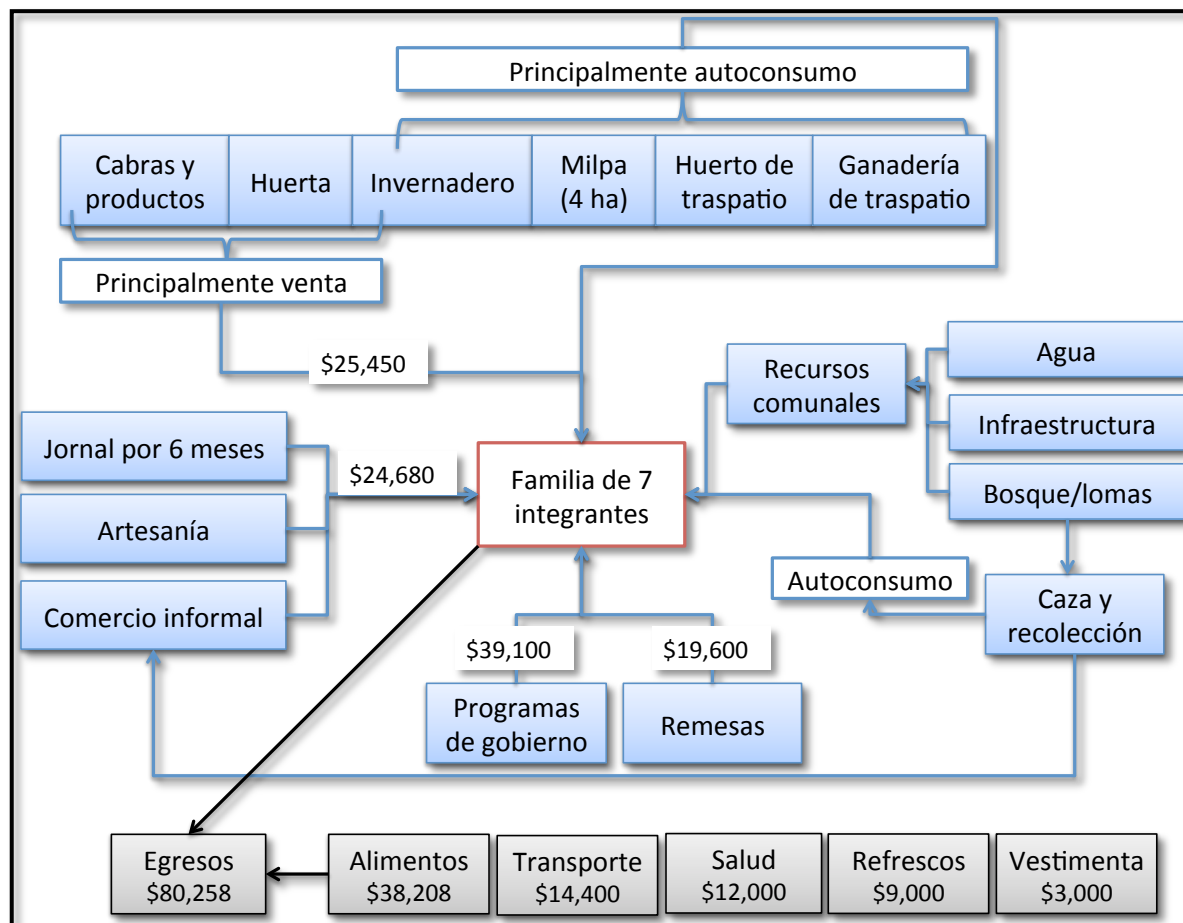 Principalmente autoconsumo
Cabras y
productos
Huerta
Invernadero
Milpa
(4 ha)
Huerto de
traspatio
Ganadería
de traspatio
Principalmente venta
$25,450
Recursos
comunales
Agua
Infraestructura
Bosque/lomas
Jornal por 6 meses
Artesanía
Comercio informal
$24,680
Familia de 7
integrantes
Autoconsumo
Caza y
recolección
$39,100
$19,600
Programas
de gobierno
Remesas
Egresos
$80,258
Alimentos
$38,208
Transporte
$14,400
Salud
$12,000
Refrescos
$9,000
Vestimenta
$3,000